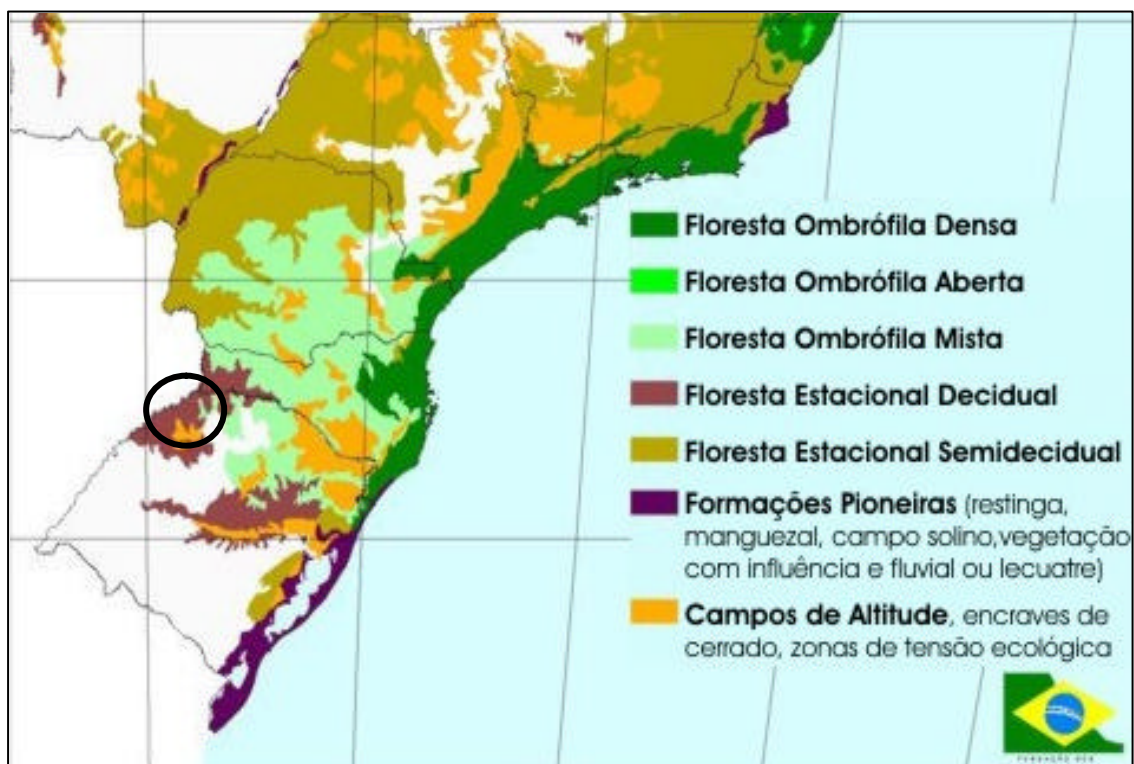 Floresta Ombrófila Densa
Floresta Ombrófila Aberta
Floresta Ombrófila Mista
Floresta Estacional Decidual
Floresta Estacional Semidecidual
Formações Pioneiras (restinga,
manguezal, campo solino,vegetação
com influência e fluvial ou lecuatre)
Campos de Altitude, encraves de
cerrado, zonas de tensão ecológica